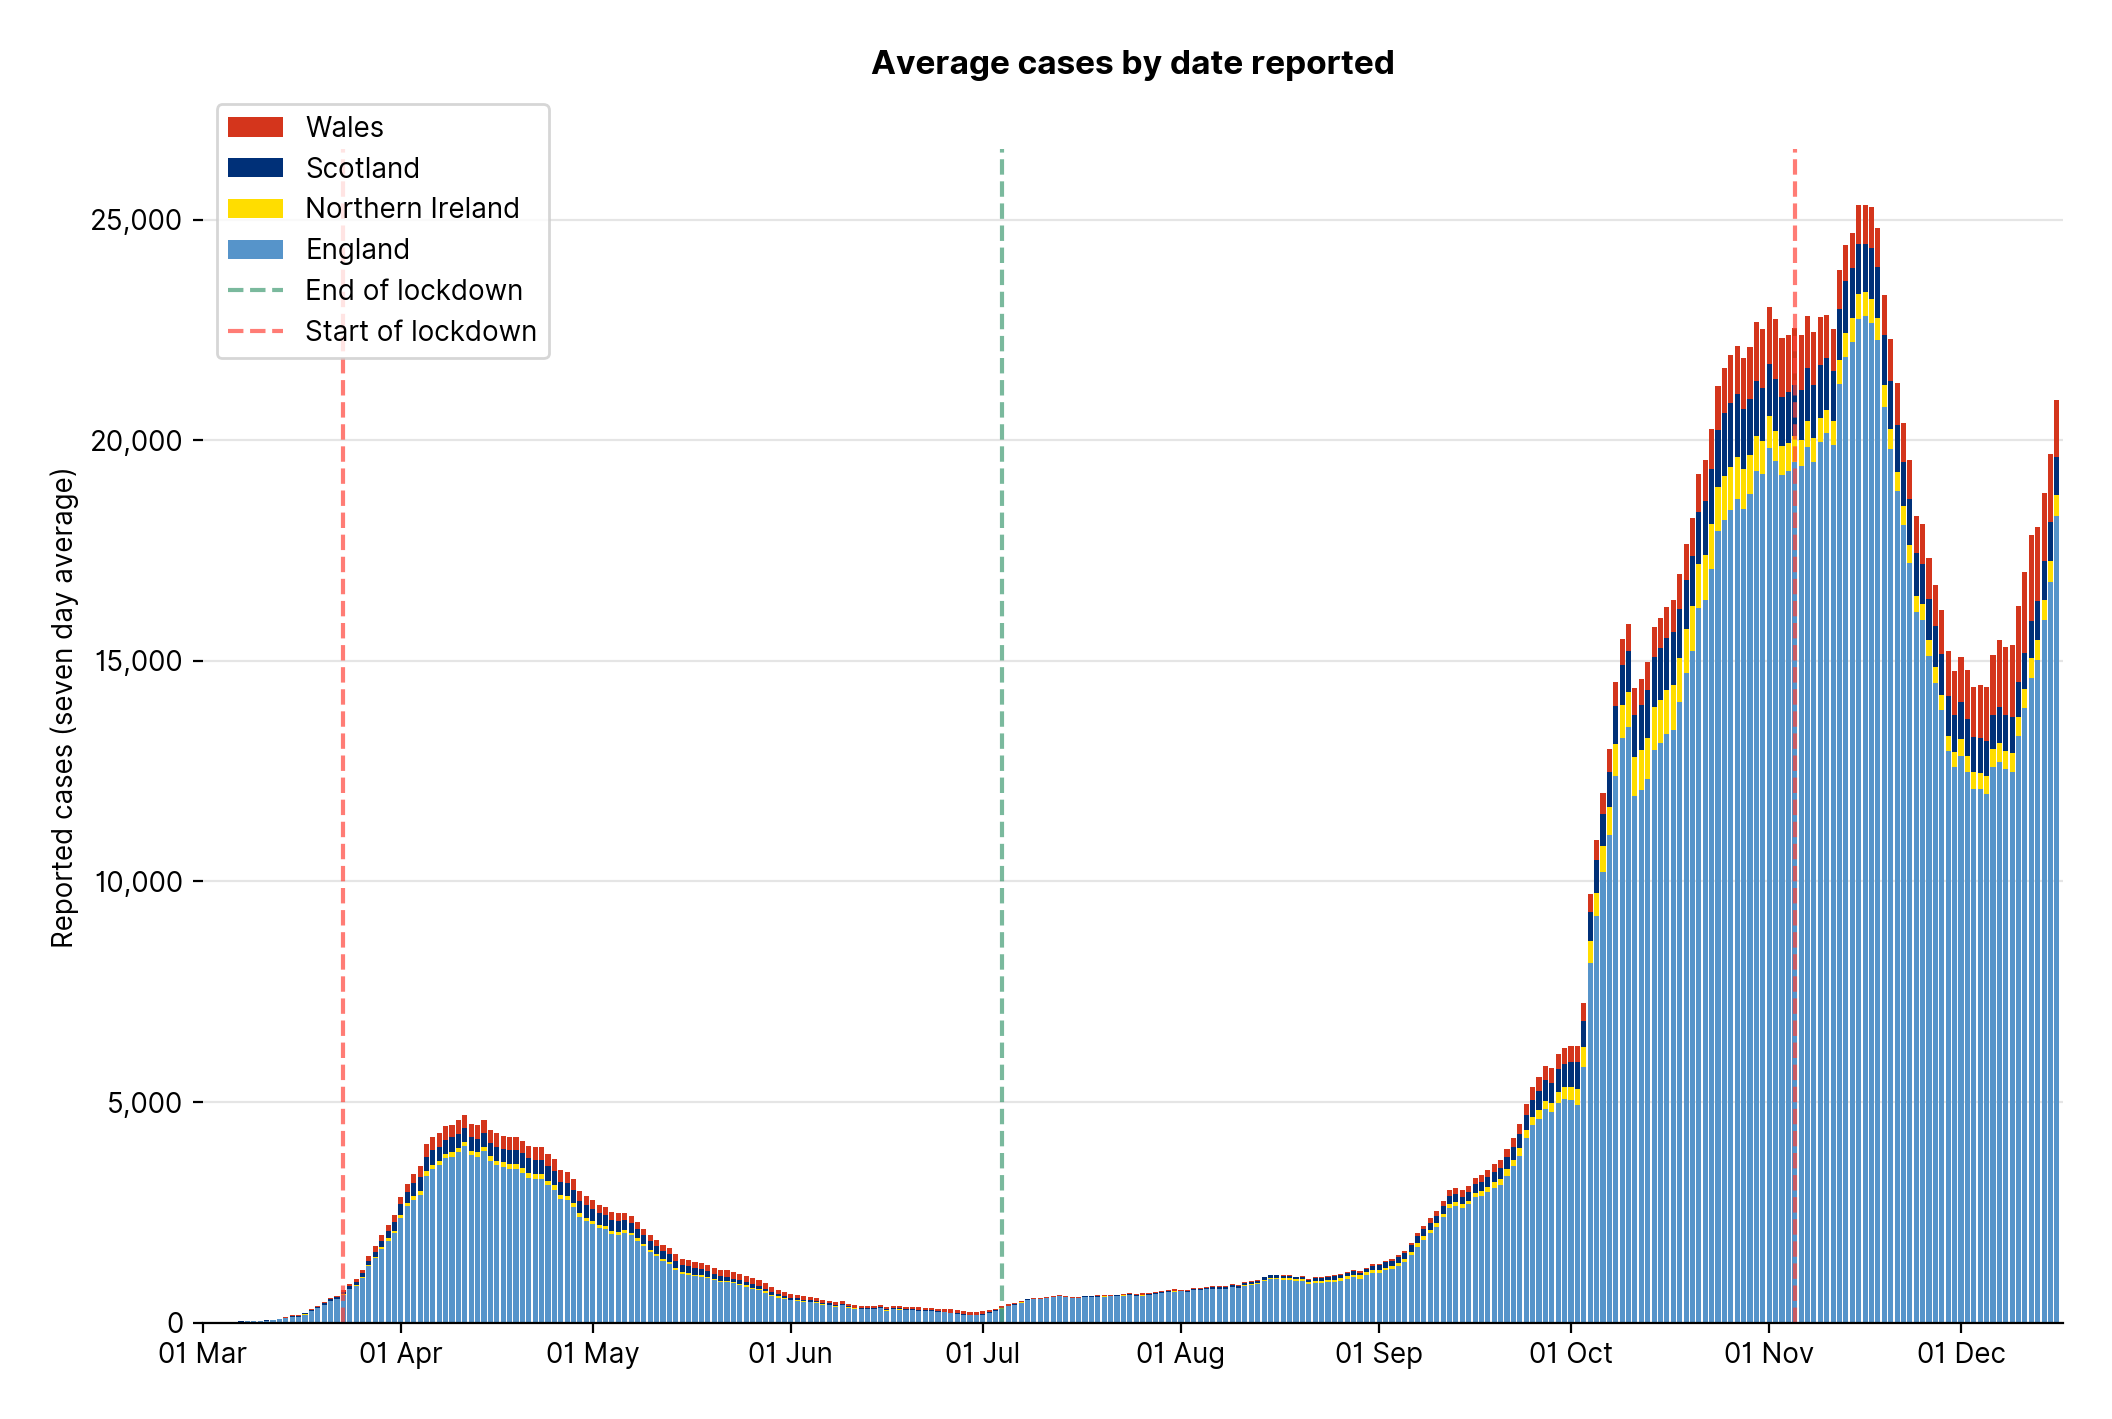 Average cases by date reported
Wales
Scotland
Northern Ireland
England
End of lockdown
Start of lockdown
Reported cases (seven day average)
25,000
20,000
15,000
10,000
5,000
0
01 Mar 01 Apr 01 May 01 Jun 01 Jul 01 Aug 01 Sep 01 Oct 01 Nov 01 Dec